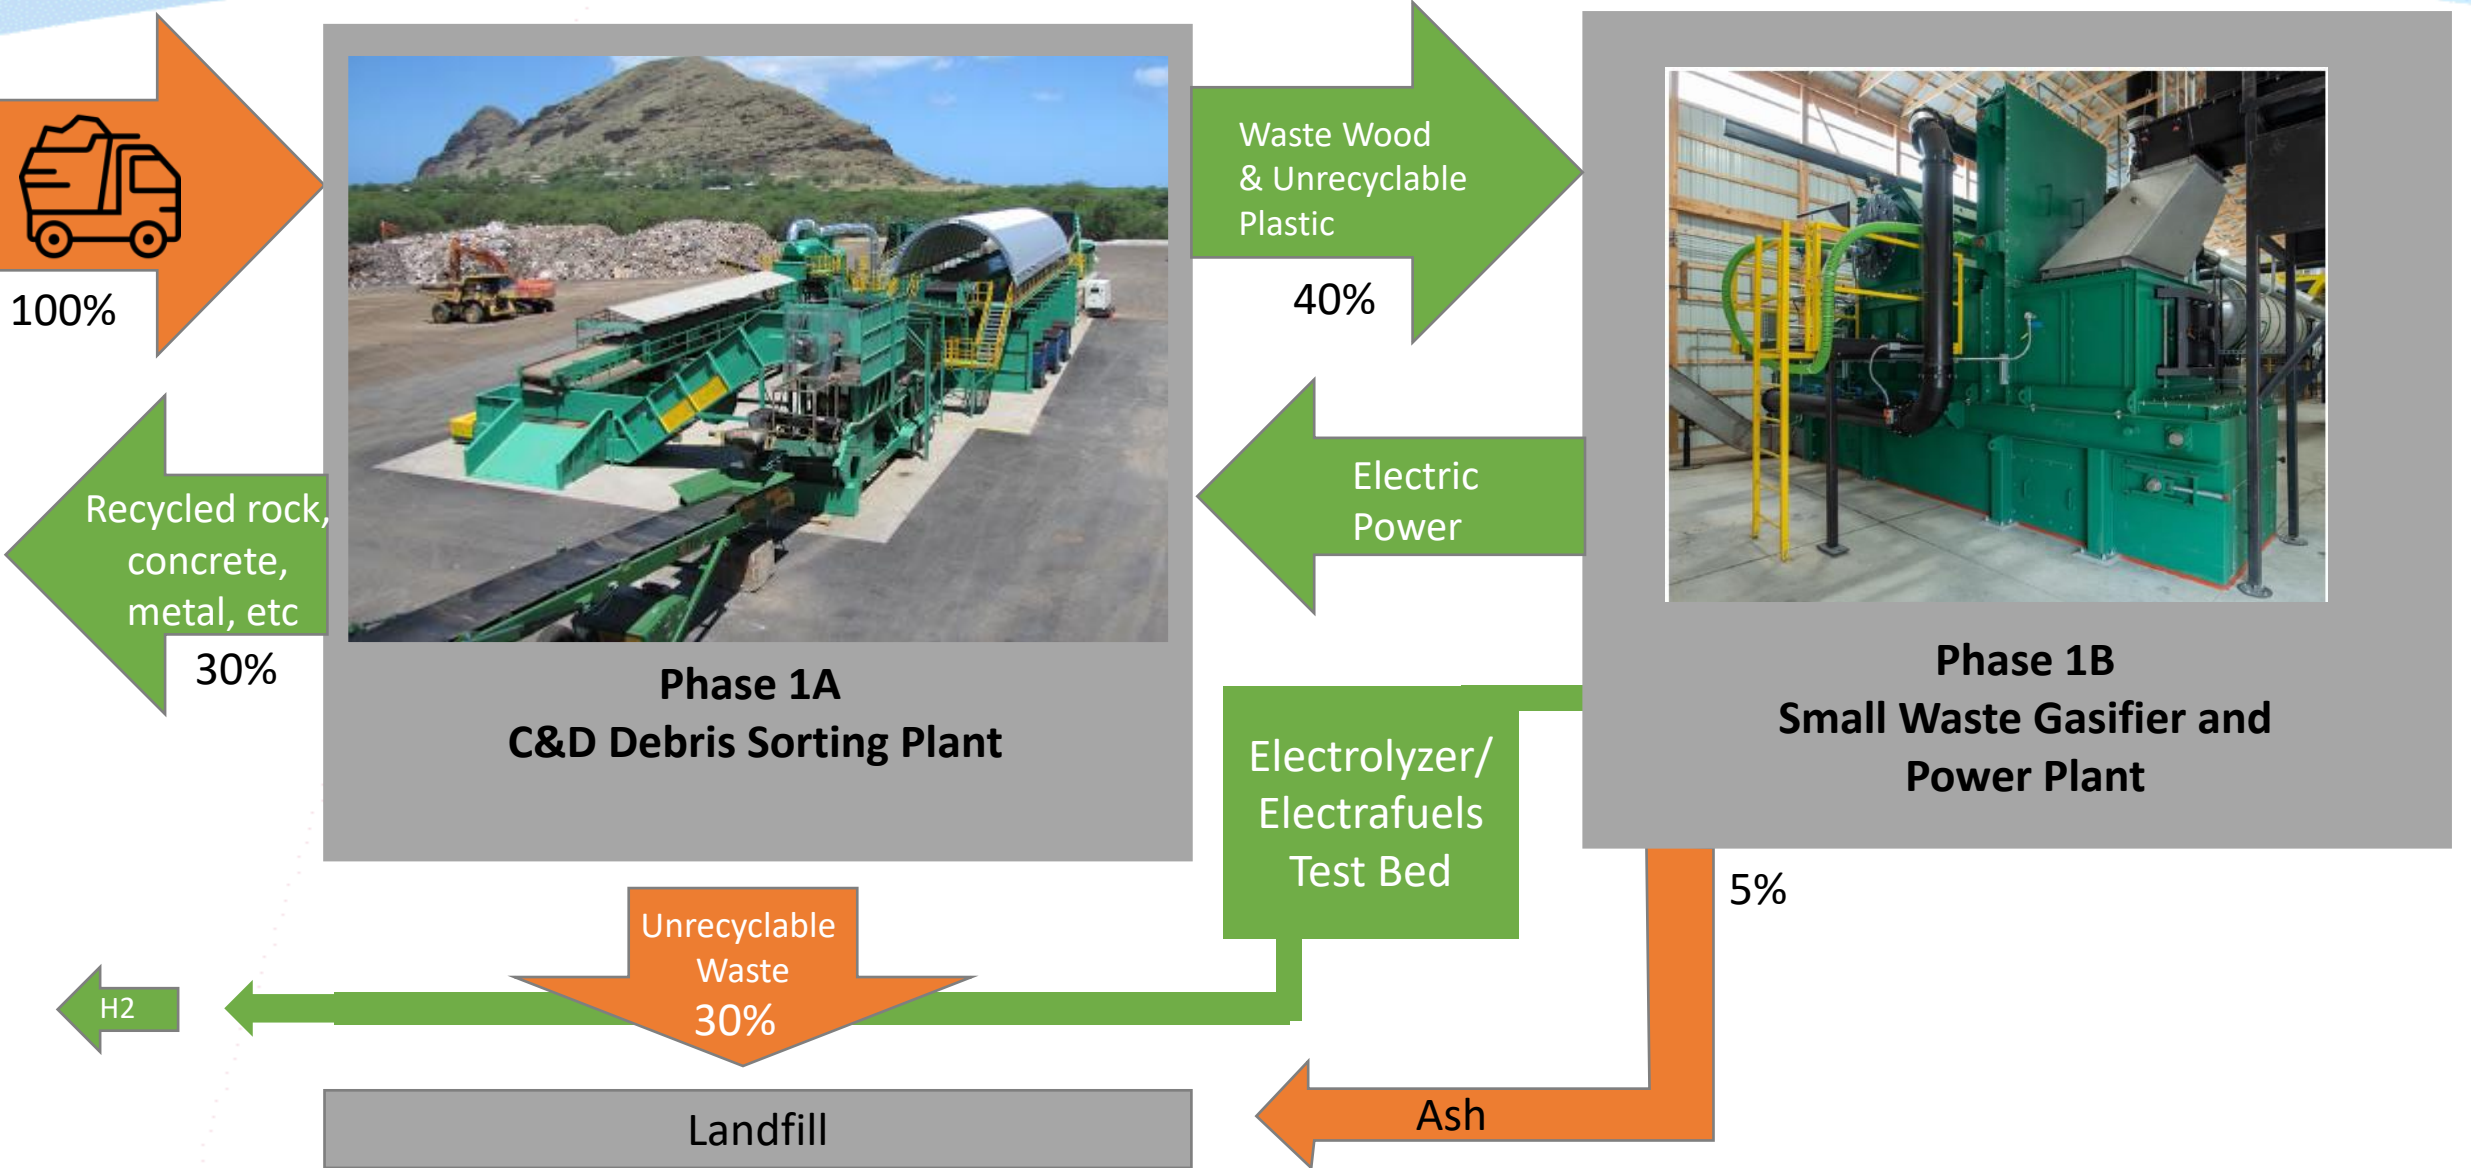 100%
Recycled rock,
concrete,
metal, etc
30%
Phase 1A
C&D Debris Sorting Plant
Waste Wood
& Unrecyclable
Plastic
40%
Electric
Power
Phase 1B
Small Waste Gasifier and
Power Plant
Electrolyzer/
Electrafuels
Test Bed
5%
Unrecyclable
Waste
30%
H2
Ash
Landfill